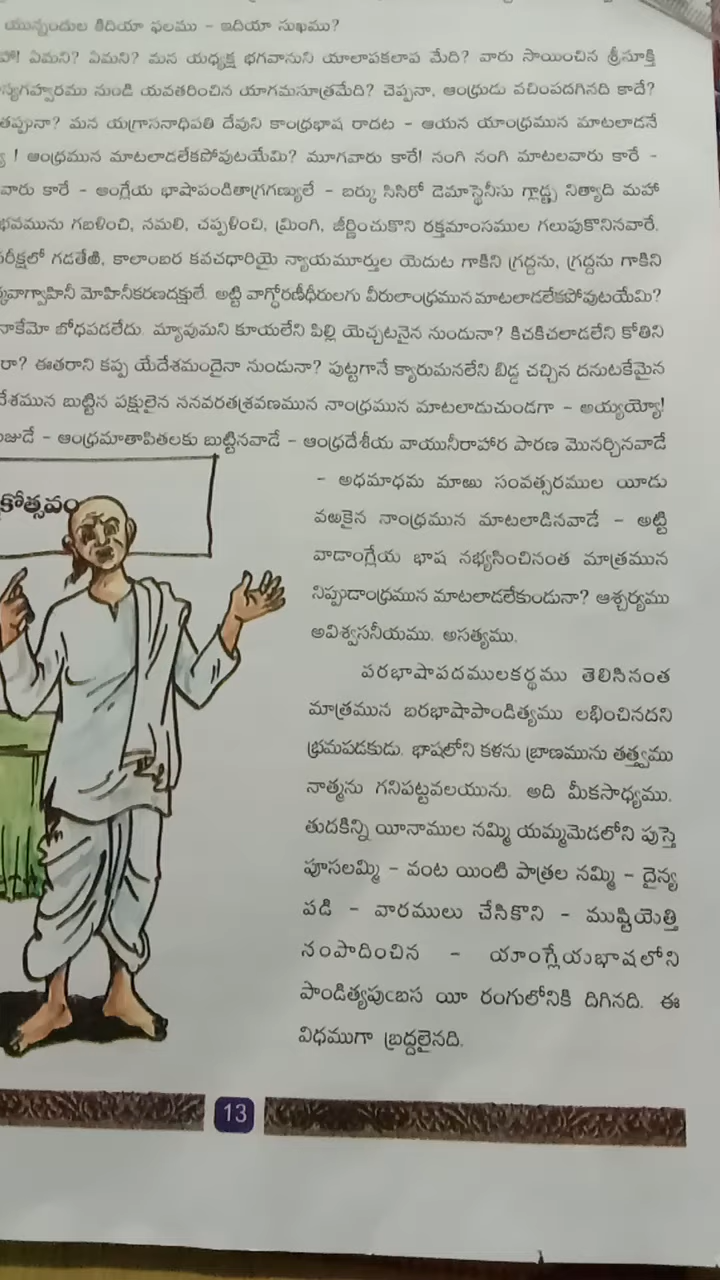 యున్నందుల కిదియా ఫలము – ఇదియా సుఖము?
హా! ఏమని? ఏమని? మన యధ్యక్ష భగవానుని యాలాపకలాప మేది? వారు సాయించిన శ్రీసూక్తి
నుండి యవతరించిన యాగమసూత్రమేది? చెప్పనా, ఆంధ్రుడు వచింపదగినది కాదే?
తప్పునా? మన యగ్రాసనాధిపతి దేవుని కాంధ్రభాష రాదట – ఆయన యాంధ్రమున మాటలాడనే
! ఆంధ్రమున మాటలాడలేకపోవుటయేమి? మూగవారు కారే! నంగి నంగి మాటలవారు కారే –
వారు కారే – ఆంగ్లేయ భాషాపండితాగ్రగణ్యులే – బర్కు సిసిరో డెమాస్థెనీసు గ్లాడ్స్ట నిత్యాది మహా
గబళించి, నమలి, చప్పళించి, మ్రింగి, జీర్ణించుకొని రక్తమాంసముల గలుపుకొనినవారే.
గడతేఱి, కాలాంబర కవచధారియై న్యాయమూర్తుల యెదుట గాకిని గ్రద్దను, గ్రద్దను గాకిని
మోహినీకరణదక్షులే. అట్టి వాగ్ధోరణీధీరులగు వీరులాంధ్రమున మాటలాడలేకపోవుటయేమి?
నాకేమో బోధపడలేదు. మ్యావుమని కూయలేని పిల్లి యెచ్చటనైన నుండునా? కిచకిచలాడలేని కోతిని
రా? ఈతరాని కప్ప యేదేశమందైనా నుండునా? పుట్టగానే క్యారుమనలేని బిడ్డ చచ్చిన దనుటకేమైన
బుట్టిన పక్షులైన ననవరతశ్రవణమున నాంధ్రమున మాటలాడుచుండగా – అయ్యయ్యో!
– ఆంధ్రమాతాపితలకు బుట్టినవాడే – ఆంధ్రదేశీయ వాయునీరాహార పారణ మొనర్చినవాడే
– అధమాధమ మాఱు సంవత్సరముల యీడు
వఱకైన నాంధ్రమున మాటలాడినవాడే – అట్టి
వాడాంగ్లేయ భాష నభ్యసించినంత మాత్రమున
నిప్పుడాంధ్రమున మాటలాడలేకుండునా? ఆశ్చర్యము
అవిశ్వసనీయము. అసత్యము.
పరభాషాపదములకర్థము తెలిసినంత
మాత్రమున బరభాషాపాండిత్యము లభించినదని
భ్రమపడకుడు. భాషలోని కళను బ్రాణమును తత్త్వము
నాత్మను గనిపట్టవలయును. అది మీకసాధ్యము.
తుదకిన్ని యీనాముల నమ్మి యమ్మమెడలోని పుస్తె
పూసలమ్మి – వంట యింటి పాత్రల నమ్మి – దైన్య
పడి – వారములు చేసికొని – ముష్టియెత్తి
సంపాదించిన – యాంగ్లేయభాషలోని
పాండిత్యపుఁబస యీ రంగులోనికి దిగినది. ఈ
విధముగా బ్రద్దలైనది.
కోత్సవం
13